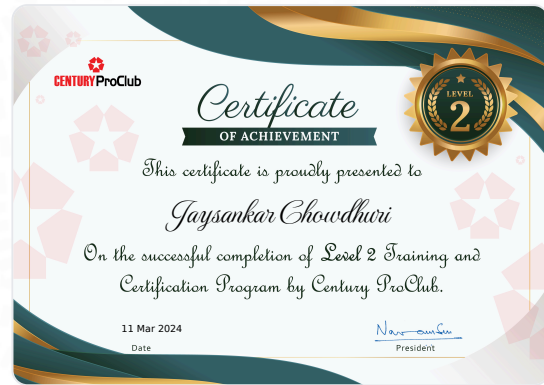 CENTURY ProClub
LEVEL
2
Certificate
OF ACHIEVEMENT
This certificate is proudly presented to
Jaysankar Chowdhuri
On the successful completion of Level 2 Training and
Certification Program by Century ProClub.
11 Mar 2024
Date
President